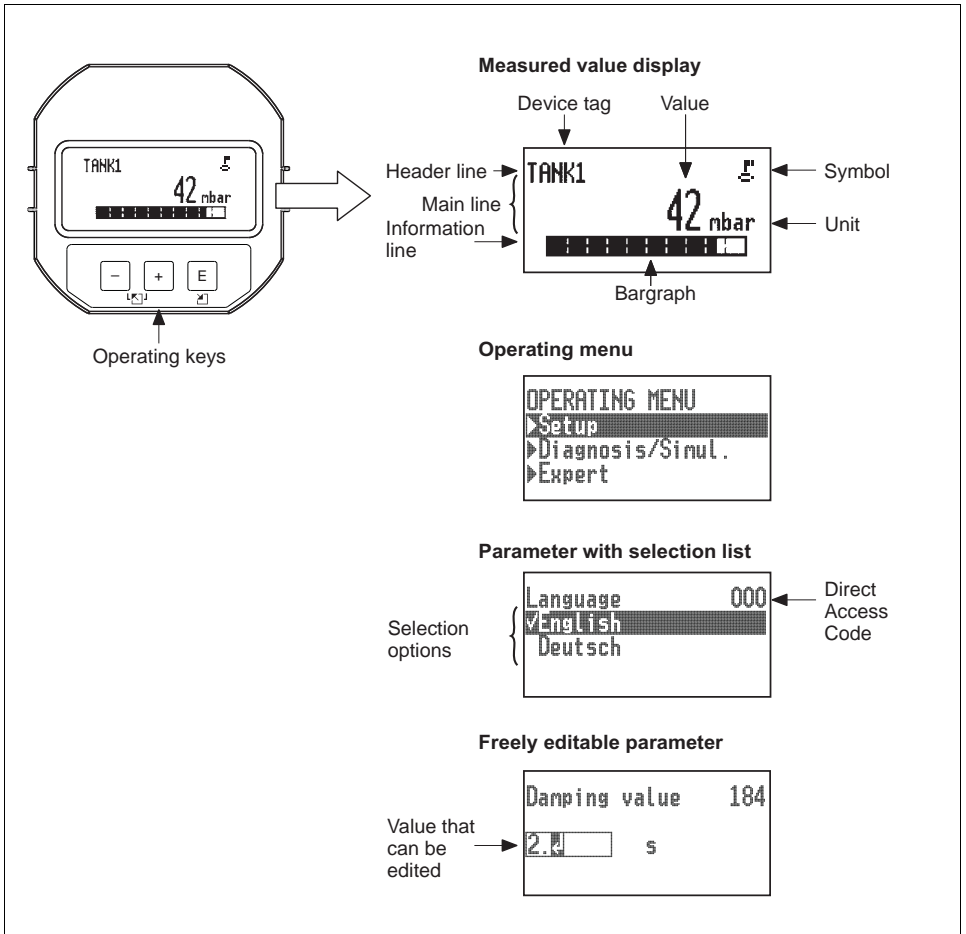 TANK1
42 mbar
–
+
E
Operating keys
Measured value display
Device tag
Value
Header line
TANK1
Symbol
Main line
42 mbar
Unit
Information
line
Bargraph
Operating menu
OPERATING MENU
Setup
Diagnosis/Simul.
Expert
Parameter with selection list
Language 000
English
Deutsch
Direct
Access
Code
Selection
options
Freely editable parameter
Damping value 184
2. s
Value that
can be
edited